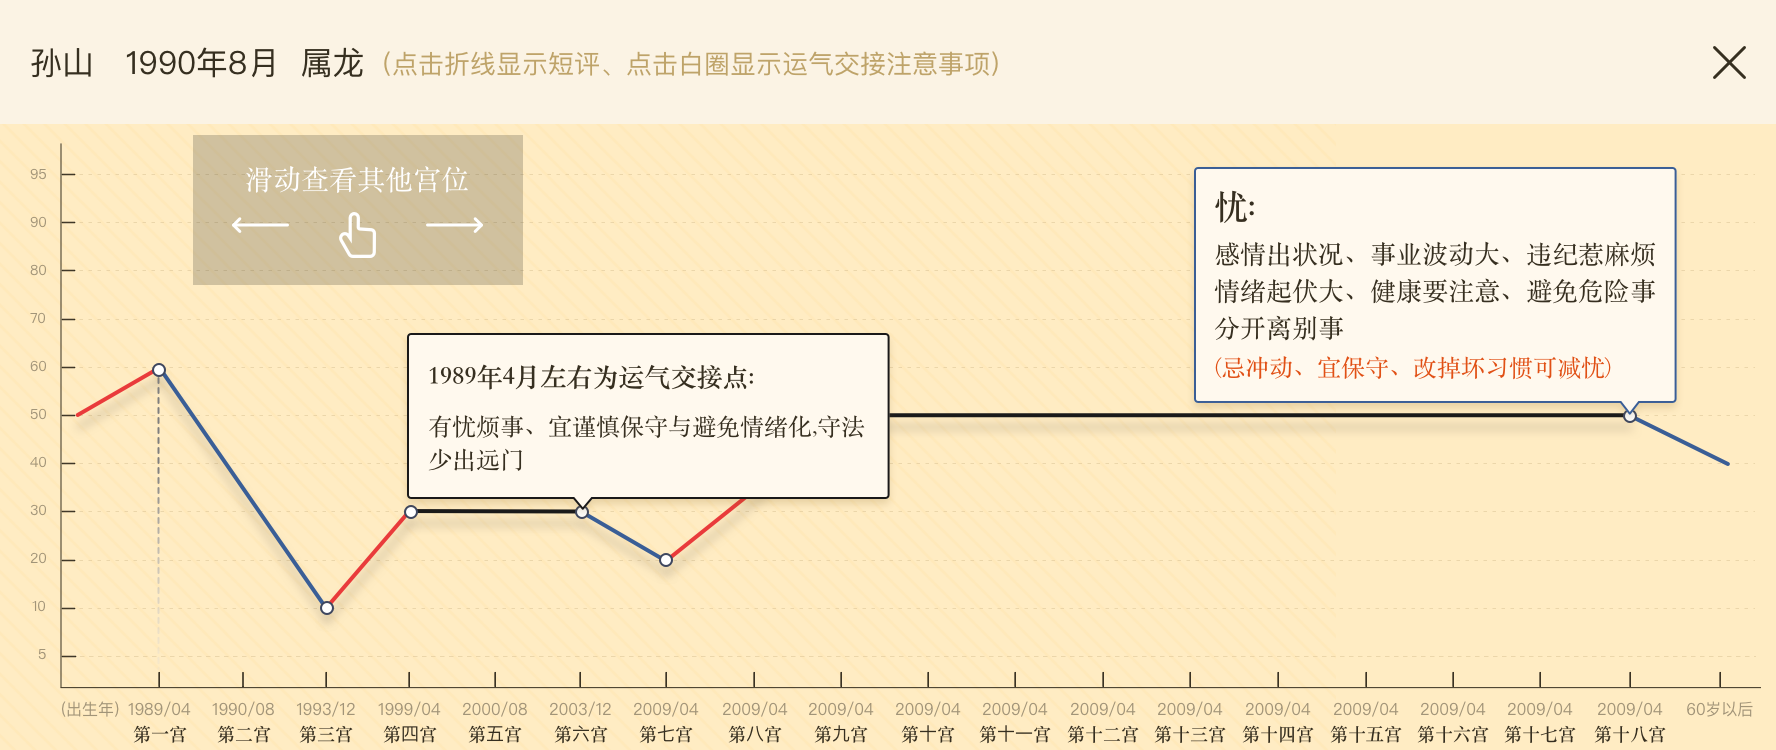 孙山 1990年8月 属龙 (点击折线显示短评、点击白圈显示运气交接注意事项)
滑动查看其他宫位
95
90
80
70
60
50
40
30
20
10
5
忧:
感情出状况、事业波动大、违纪惹麻烦
情绪起伏大、健康要注意、避免危险事
分开离别事
(忌冲动、宜保守、改掉坏习惯可减忧)
1989年4月左右为运气交接点:
有忧烦事、宜谨慎保守与避免情绪化,守法
少出远门
(出生年) 1989/04 1990/08 1993/12 1999/04 2000/08 2003/12 2009/04 2009/04 2009/04 2009/04 2009/04 2009/04 2009/04 2009/04 2009/04 2009/04 2009/04 2009/04 60岁以后
第一宫 第二宫 第三宫 第四宫 第五宫 第六宫 第七宫 第八宫 第九宫 第十宫 第十一宫 第十二宫 第十三宫 第十四宫 第十五宫 第十六宫 第十七宫 第十八宫